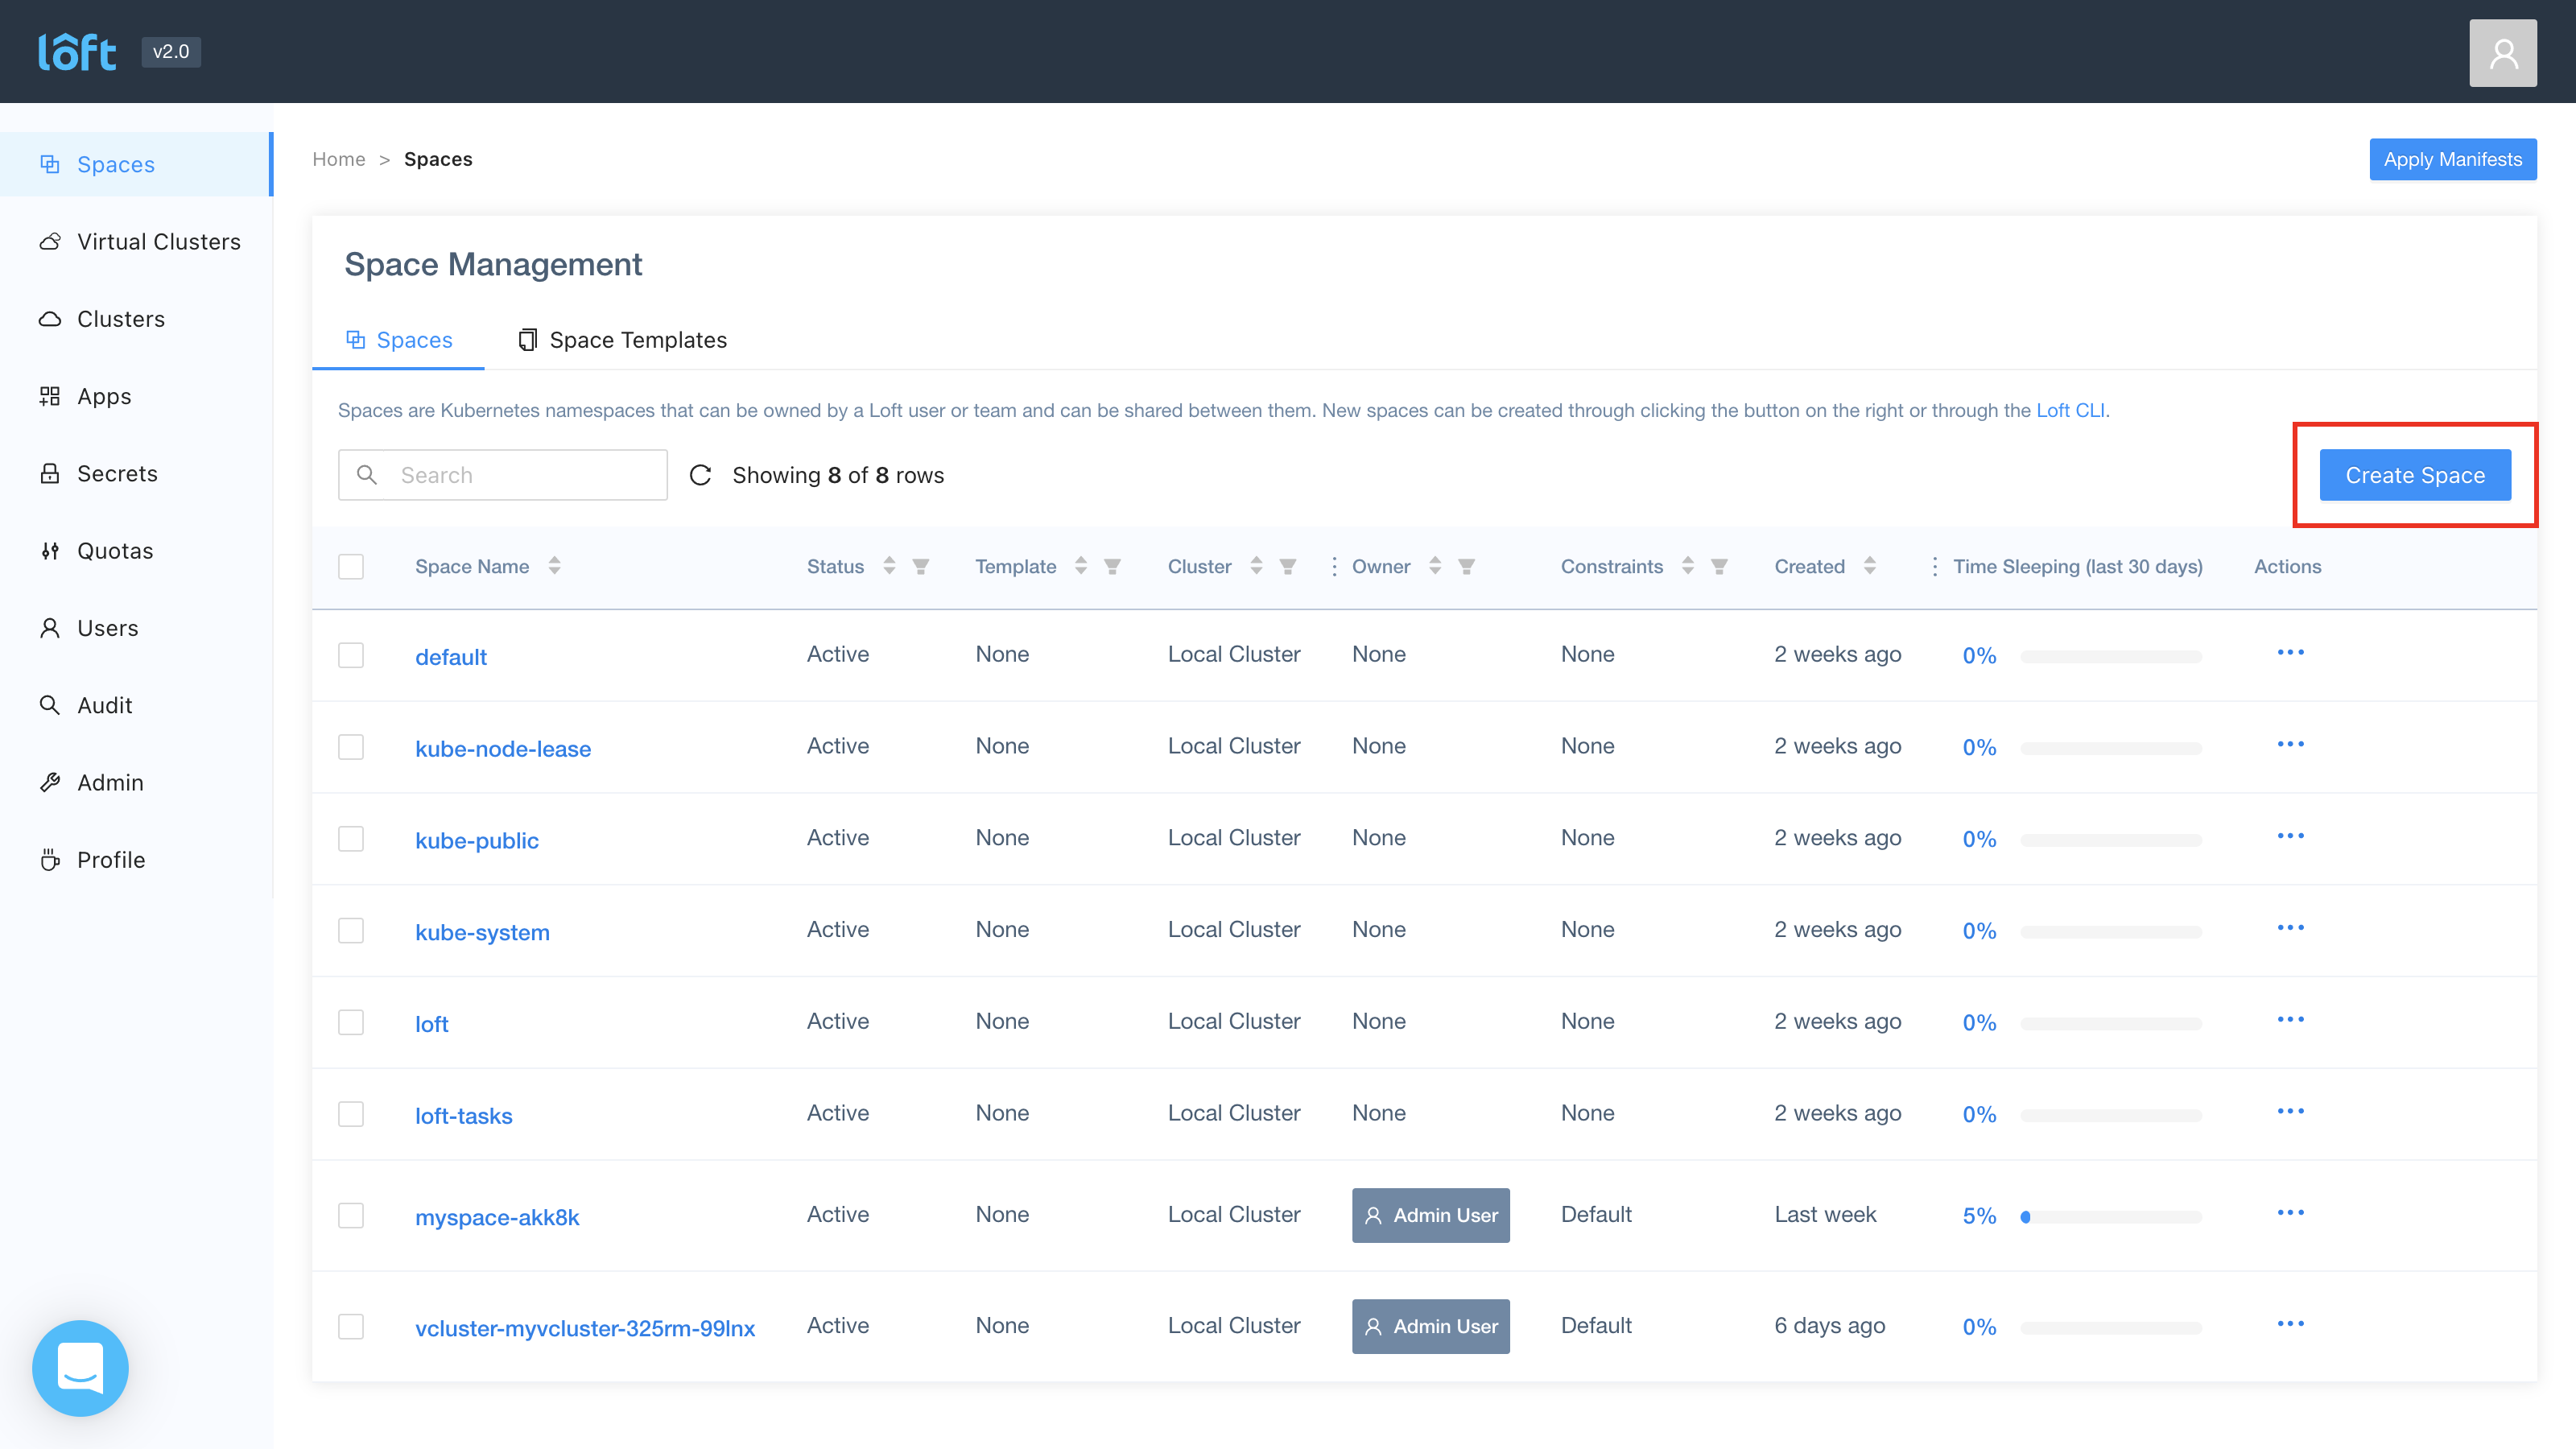 loft v2.0
Spaces
Virtual Clusters
Clusters
Apps
Secrets
Quotas
Users
Audit
Admin
Profile
Home > Spaces
Apply Manifests
Space Management
Spaces Space Templates
Spaces are Kubernetes namespaces that can be owned by a Loft user or team and can be shared between them. New spaces can be created through clicking the button on the right or through the Loft CLI.
Search Showing 8 of 8 rows Create Space
Space Name Status Template Cluster Owner Constraints Created Time Sleeping (last 30 days) Actions
default Active None Local Cluster None None 2 weeks ago 0%
kube-node-lease Active None Local Cluster None None 2 weeks ago 0%
kube-public Active None Local Cluster None None 2 weeks ago 0%
kube-system Active None Local Cluster None None 2 weeks ago 0%
loft Active None Local Cluster None None 2 weeks ago 0%
loft-tasks Active None Local Cluster None None 2 weeks ago 0%
myspace-akk8k Active None Local Cluster Admin User Default Last week 5%
vcluster-myvcluster-325rm-99lnx Active None Local Cluster Admin User Default 6 days ago 0%